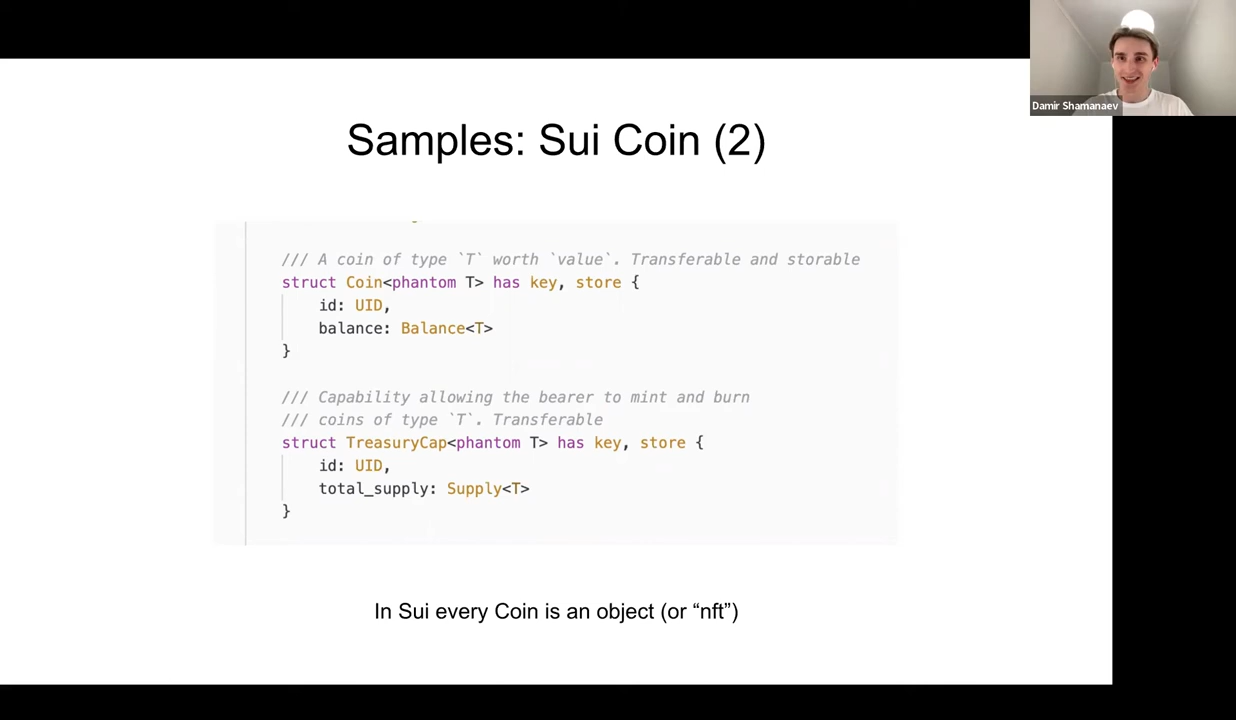 Damir Shamanaev
Samples: Sui Coin (2)
/// A coin of type `T` worth `value`. Transferable and storable
struct Coin<phantom T> has key, store {
id: UID,
balance: Balance<T>
}
/// Capability allowing the bearer to mint and burn
/// coins of type `T`. Transferable
struct TreasuryCap<phantom T> has key, store {
id: UID,
total_supply: Supply<T>
}
In Sui every Coin is an object (or “nft”)